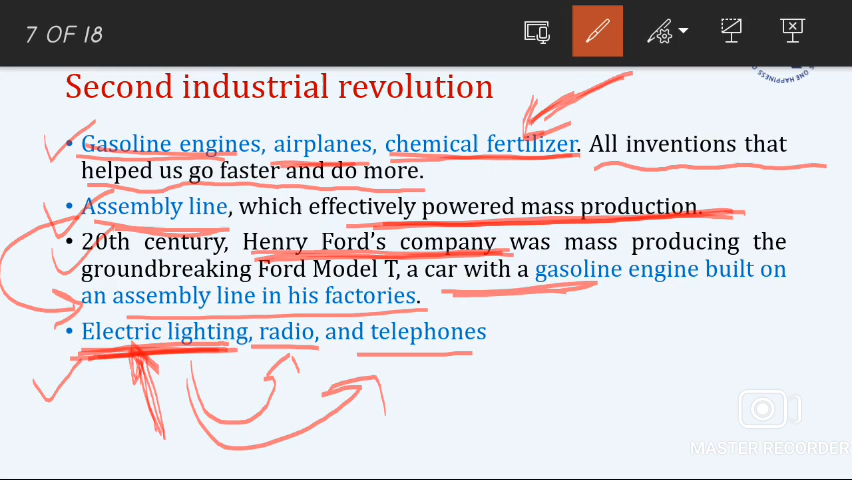 7 OF 18
Second industrial revolution
• Gasoline engines, airplanes, chemical fertilizer. All inventions that
helped us go faster and do more.
• Assembly line, which effectively powered mass production.
• 20th century, Henry Ford's company was mass producing the
groundbreaking Ford Model T, a car with a gasoline engine built on
an assembly line in his factories.
• Electric lighting, radio, and telephones
MASTER RECORDER